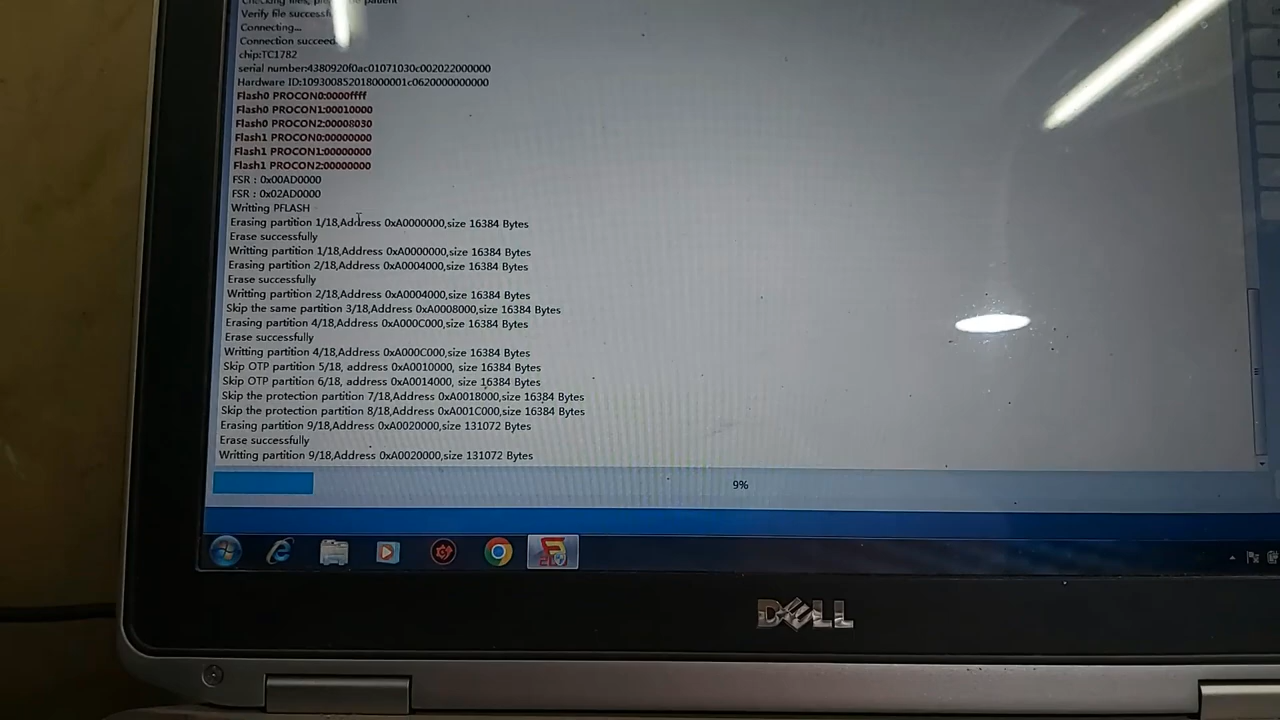 Checking files, please be patient
Verify file successf
Connecting...
Connection succeed
chip:TC1782
serial number:4380920f0ac01071030c002022000000
Hardware ID:109300852018000001c0620000000000
Flash0 PROCON0:0000ffff
Flash0 PROCON1:00010000
Flash0 PROCON2:00008030
Flash1 PROCON0:00000000
Flash1 PROCON1:00000000
Flash1 PROCON2:00000000
FSR : 0x00AD0000
FSR : 0x02AD0000
Writting PFLASH
Erasing partition 1/18,Address 0xA0000000,size 16384 Bytes
Erase successfully
Writting partition 1/18,Address 0xA0000000,size 16384 Bytes
Erasing partition 2/18,Address 0xA0004000,size 16384 Bytes
Erase successfully
Writting partition 2/18,Address 0xA0004000,size 16384 Bytes
Skip the same partition 3/18,Address 0xA0008000,size 16384 Bytes
Erasing partition 4/18,Address 0xA000C000,size 16384 Bytes
Erase successfully
Writting partition 4/18,Address 0xA000C000,size 16384 Bytes
Skip OTP partition 5/18, address 0xA0010000, size 16384 Bytes
Skip OTP partition 6/18, address 0xA0014000, size 16384 Bytes
Skip the protection partition 7/18,Address 0xA0018000,size 16384 Bytes
Skip the protection partition 8/18,Address 0xA001C000,size 16384 Bytes
Erasing partition 9/18,Address 0xA0020000,size 131072 Bytes
Erase successfully
Writting partition 9/18,Address 0xA0020000,size 131072 Bytes
9%
DELL